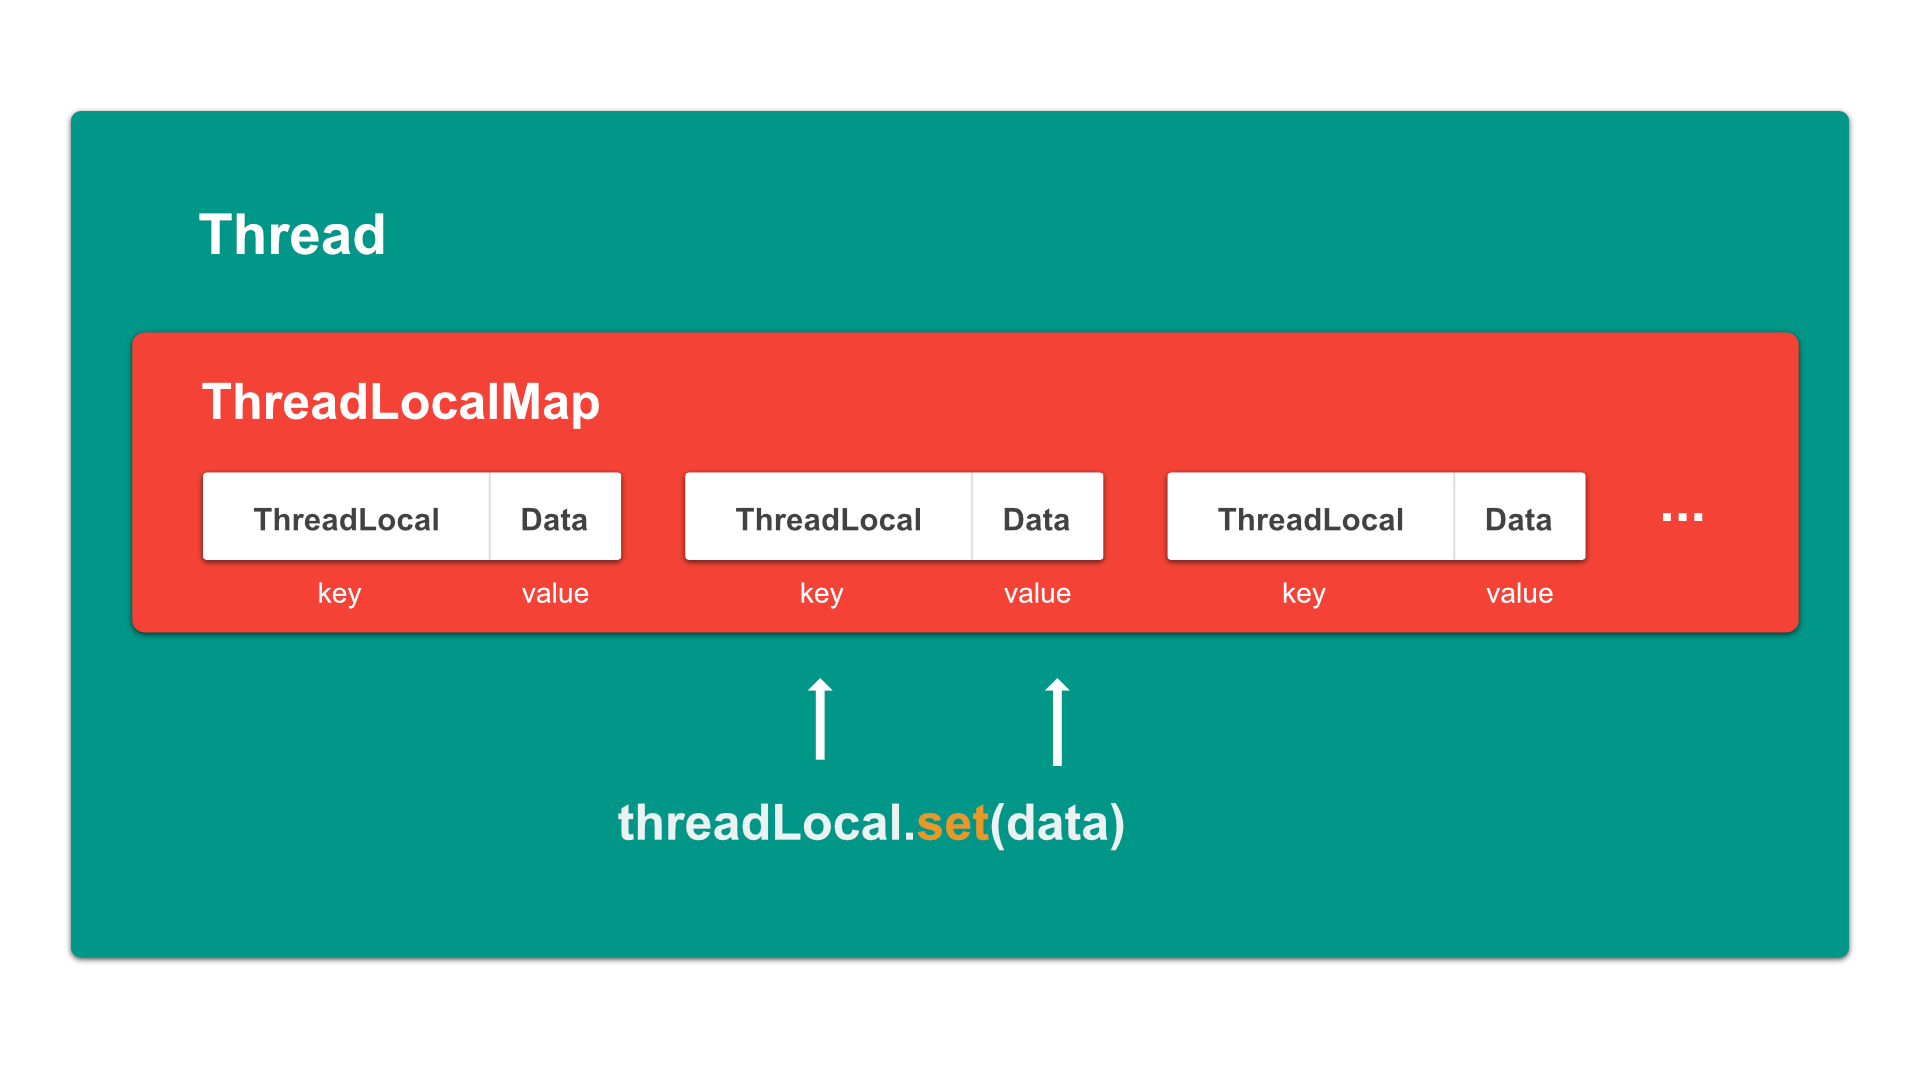 Thread
ThreadLocalMap
ThreadLocal Data ThreadLocal Data ThreadLocal Data ...
key value key value key value
threadLocal.set(data)